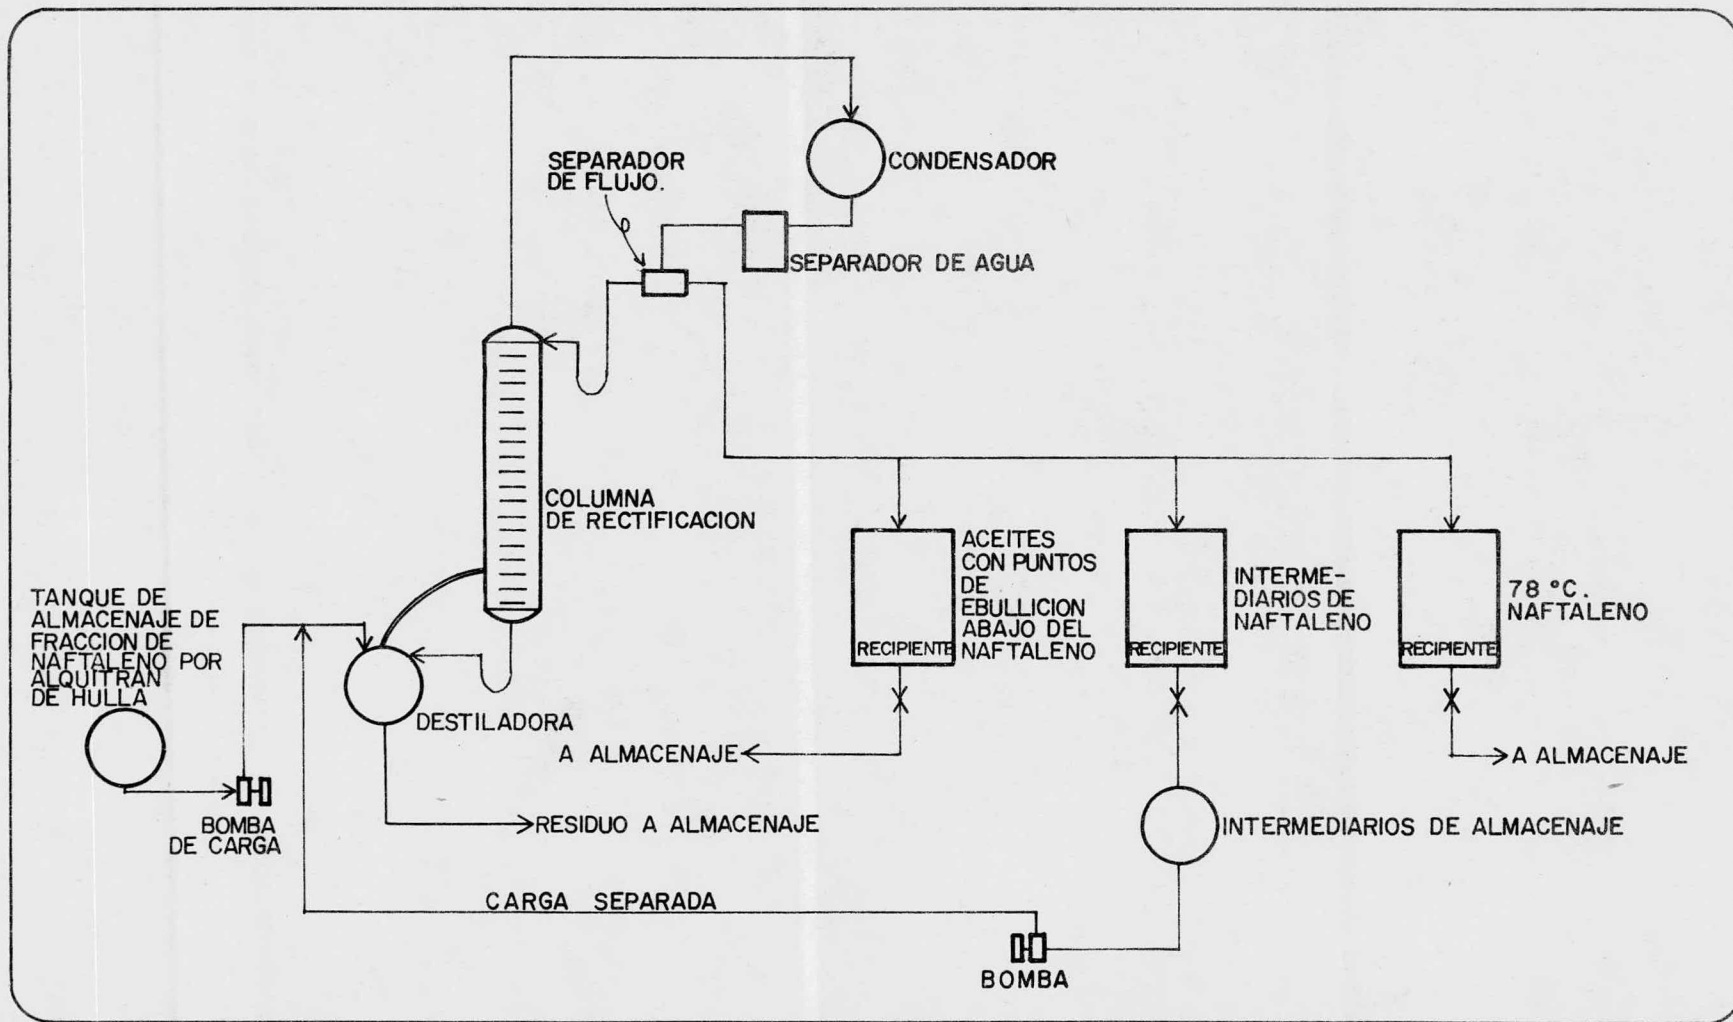 CONDENSADOR
SEPARADOR
DE FLUJO.
SEPARADOR DE AGUA
COLUMNA
DE RECTIFICACION
TANQUE DE
ALMACENAJE DE
FRACCION DE
NAFTALENO POR
ALQUITRAN
DE HULLA
BOMBA
DE CARGA
DESTILADORA
RESIDUO A ALMACENAJE
ACEITES
CON PUNTOS
DE
EBULLICION
ABAJO DEL
NAFTALENO
RECIPIENTE
A ALMACENAJE
INTERME-
DIARIOS DE
NAFTALENO
RECIPIENTE
78 °C.
NAFTALENO
RECIPIENTE
A ALMACENAJE
INTERMEDIARIOS DE ALMACENAJE
CARGA SEPARADA
BOMBA